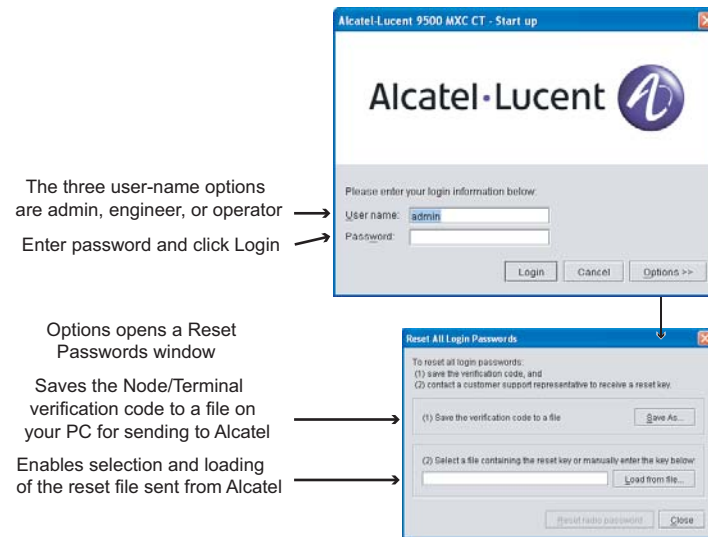 Alcatel-Lucent 9500 MXC CT - Start up
Alcatel·Lucent
Please enter your login information below:
User name: admin
Password:
Login Cancel Options >>
The three user-name options
are admin, engineer, or operator
Enter password and click Login
Options opens a Reset
Passwords window
Saves the Node/Terminal
verification code to a file on
your PC for sending to Alcatel
Enables selection and loading
of the reset file sent from Alcatel
Reset All Login Passwords
To reset all login passwords:
(1) save the verification code, and
(2) contact a customer support representative to receive a reset key.
(1) Save the verification code to a file
Save As...
(2) Select a file containing the reset key or manually enter the key below
Load from file...
Reset radio password Close